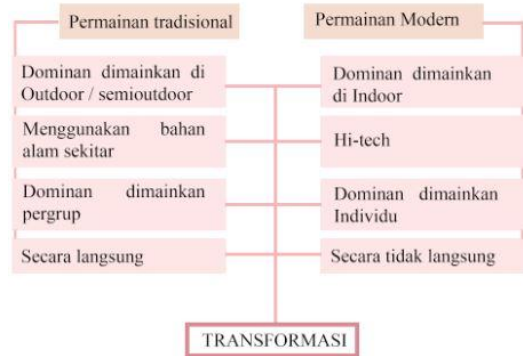 Permainan tradisional
Permainan Modern
Dominan dimainkan di
Outdoor / semioutdoor
Dominan dimainkan
di Indoor
Menggunakan bahan
alam sekitar
Hi-tech
Dominan dimainkan
pergrup
Dominan dimainkan
Individu
Secara langsung
Secara tidak langsung
TRANSFORMASI